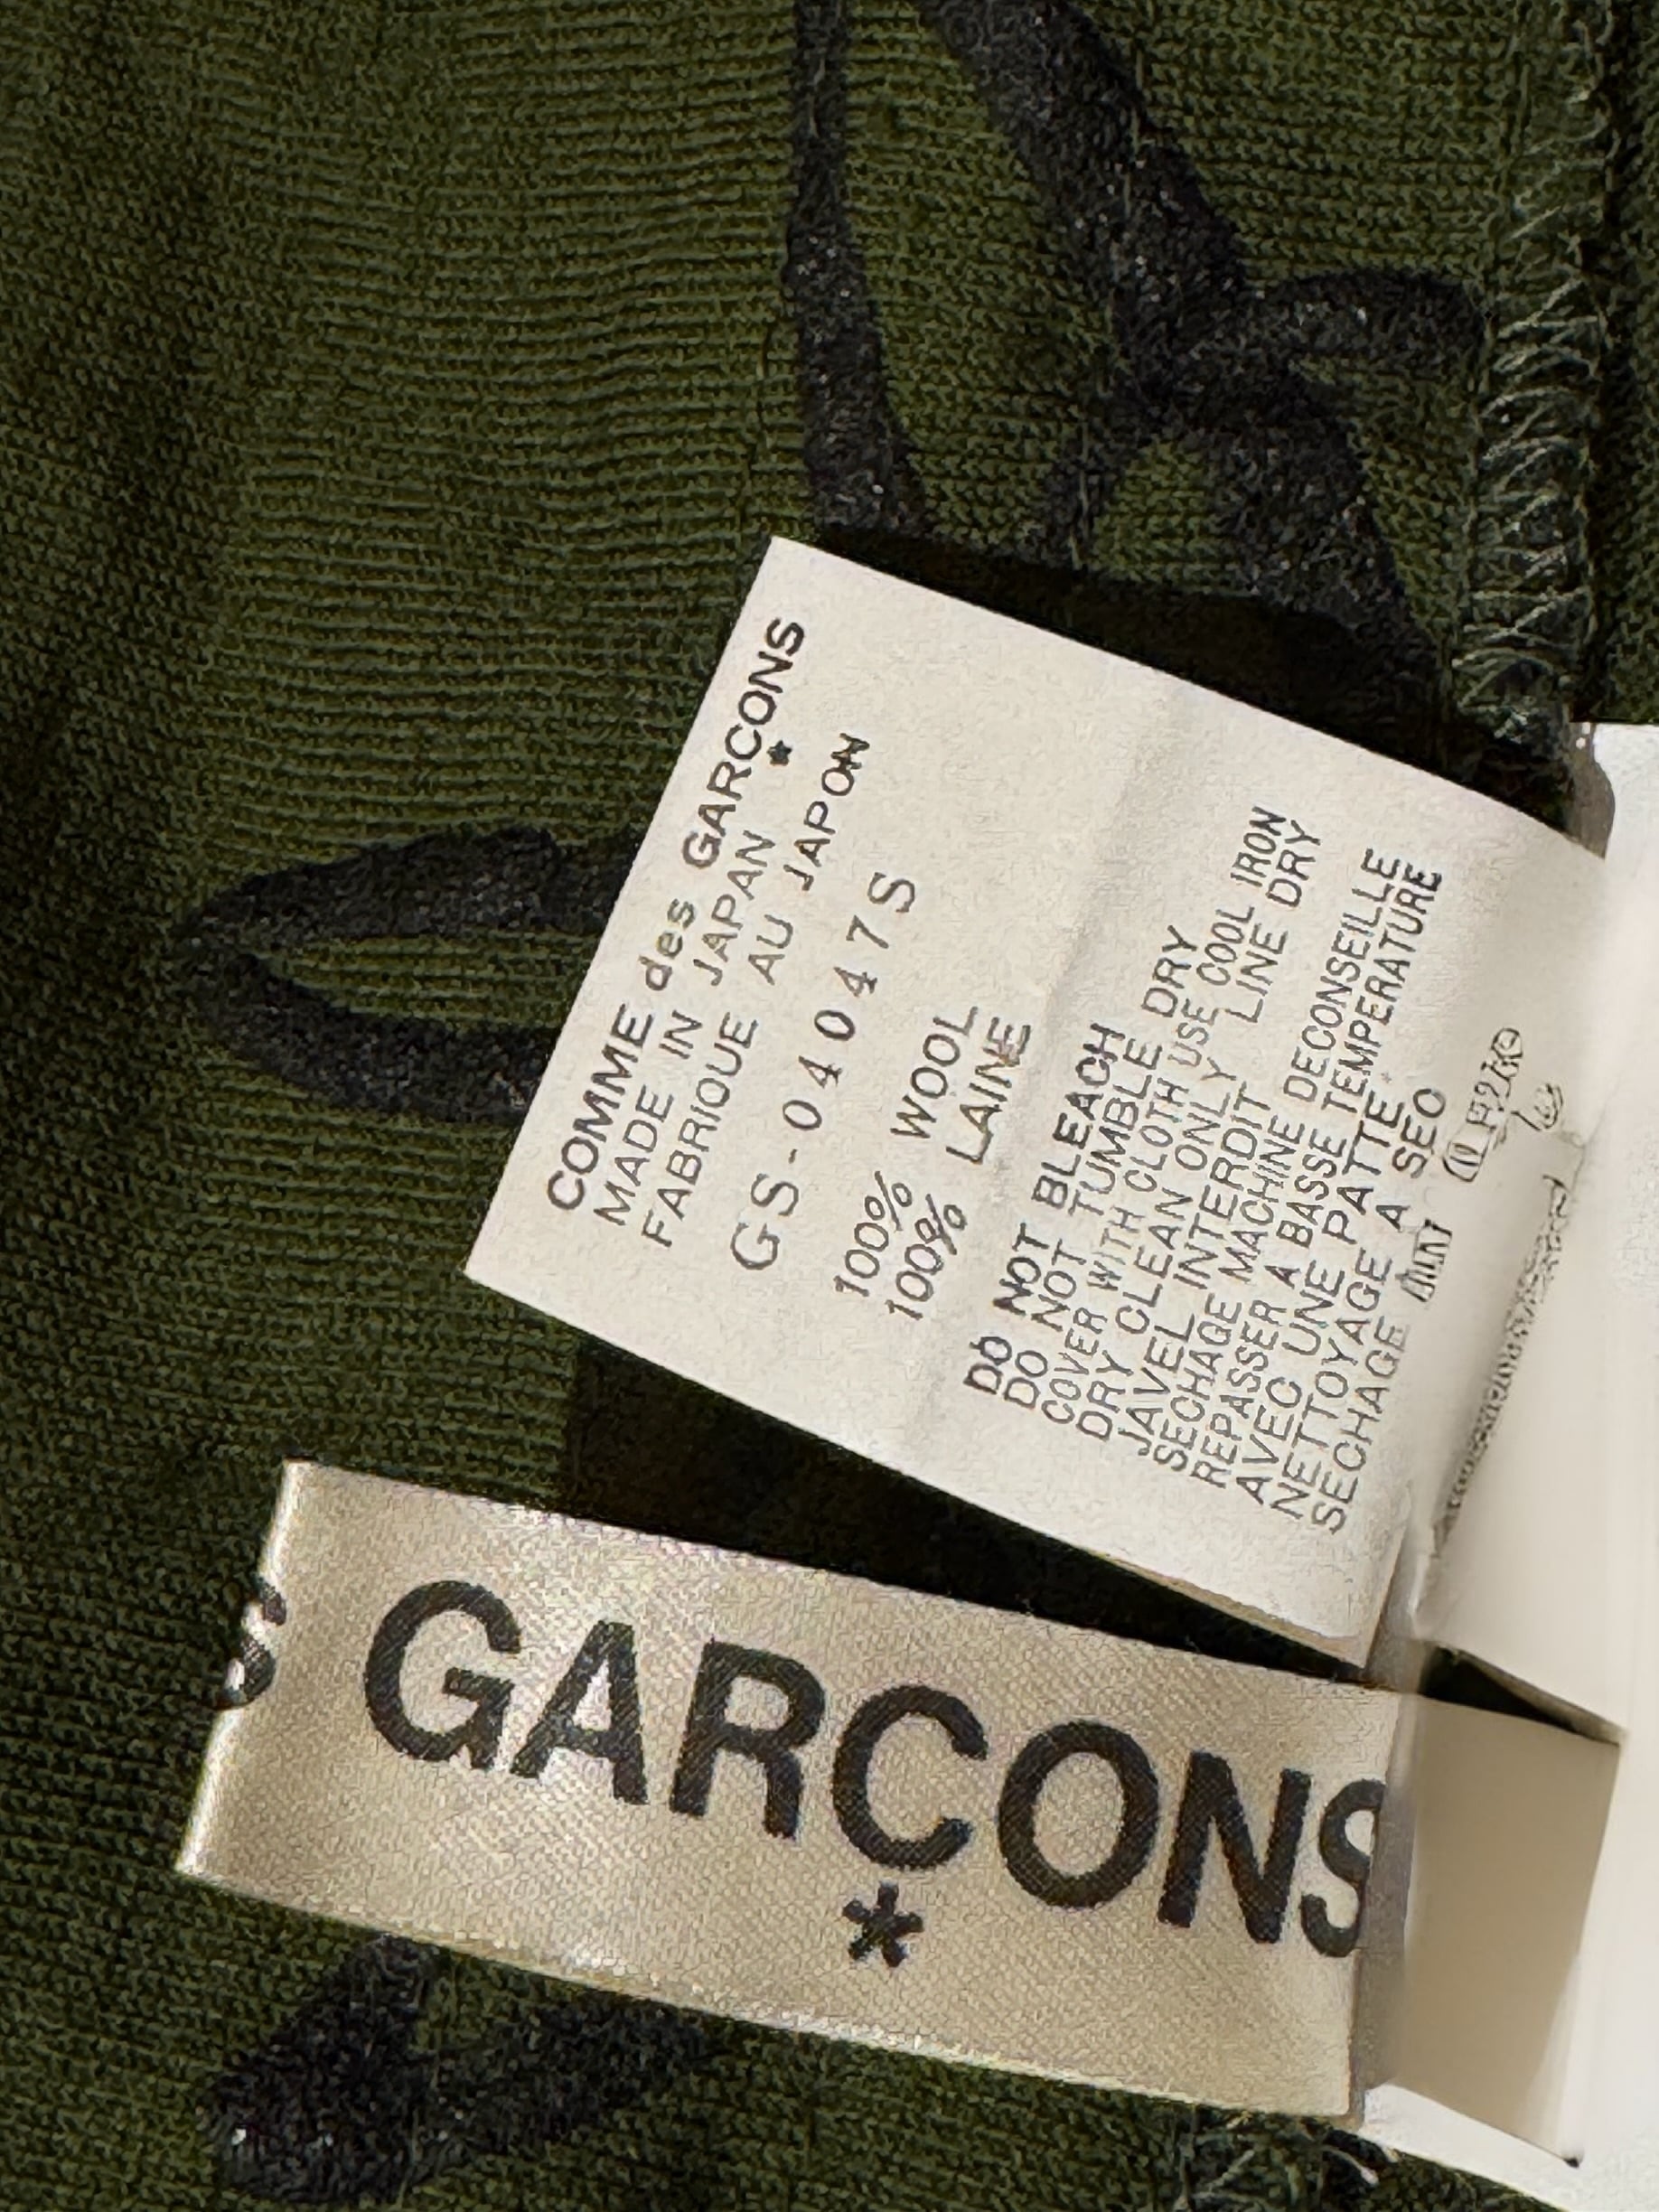 COMME des GARCONS
*
MADE IN JAPAN
FABRIQUE AU JAPON
GS-04047S
100% WOOL
100% LAINE
DO NOT BLEACH
DO NOT TUMBLE DRY
COVER WITH CLOTH USE COOL IRON
DRY CLEAN ONLY LINE DRY
JAVEL INTERDIT
SECHAGE MACHINE DECONSEILLE
REPASSER A BASSE TEMPERATURE
AVEC UNE PATTE
NETTOYAGE A SEC
SECHAGE
S GARCONS
*